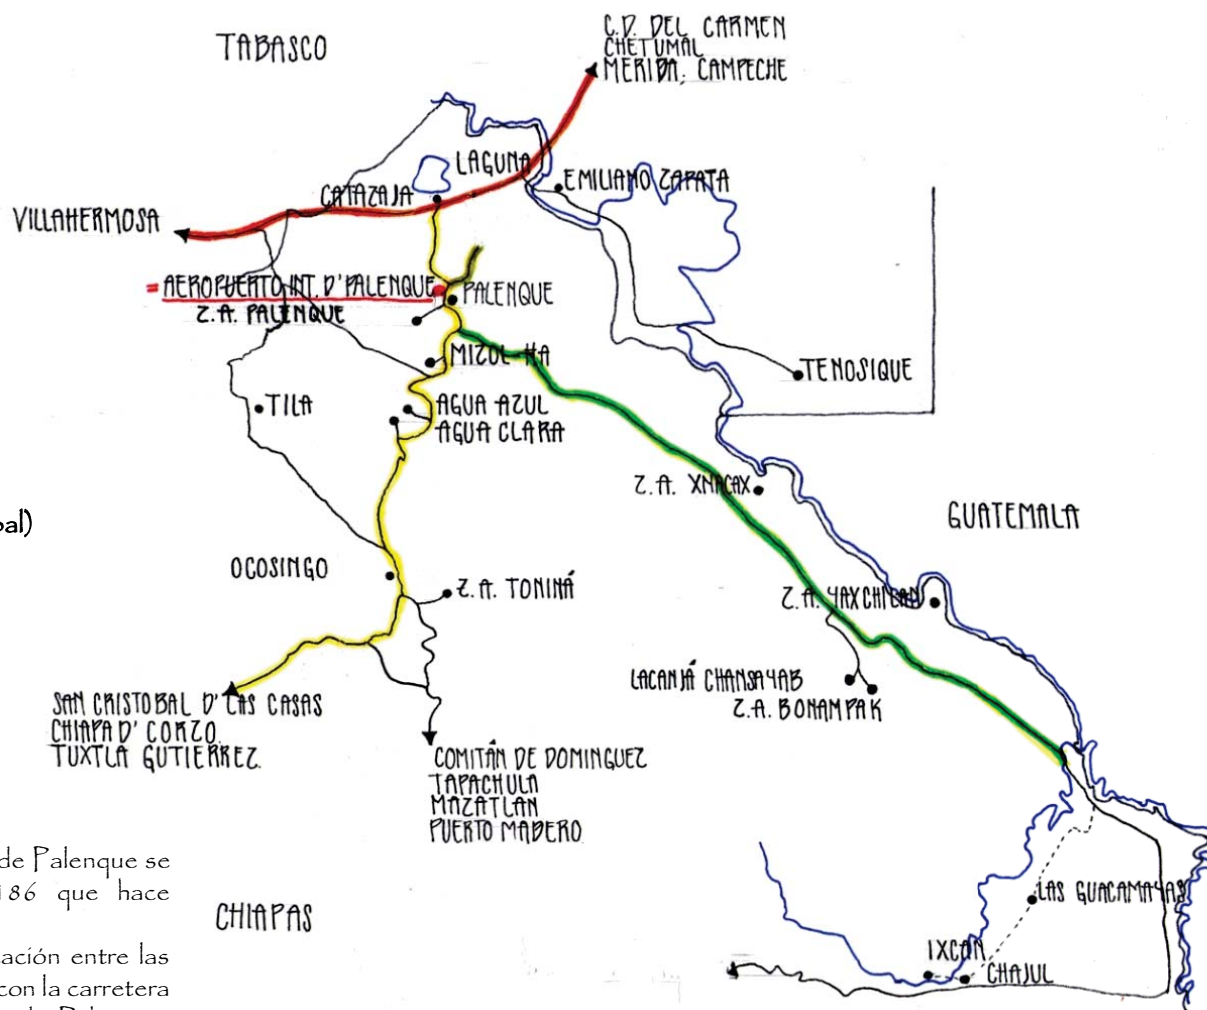 TABASCO
C.D. DEL CARMEN
CHETUMAL
MERIDA, CAMPECHE
LAGUNA
CATAZAJA
EMILIANO ZAPATA
VILLAHERMOSA
= AEROPUERTO INT. D' PALENQUE
PALENQUE
Z.A. PALENQUE
MIZOL-HA
TENOSIQUE
TILA
AGUA AZUL
AGUA CLARA
Z.A. XNACAX
bal)
GUATEMALA
OCOSINGO
Z.A. TONINÁ
Z.A. YAXCHILAN
LACANJÁ CHANSAYAB
Z.A. BONAMPAK
SAN CRISTOBAL D' LAS CASAS
CHIAPA D' CORZO.
TUXTLA GUTIERREZ.
COMITÁN DE DOMINGUEZ
TAPACHULA
MAZATLAN
PUERTO MADERO
de Palenque se
186 que hace
LAS GUACAMAYAS
CHIAPAS
ación entre las
IXCAN
CHAJUL
con la carretera